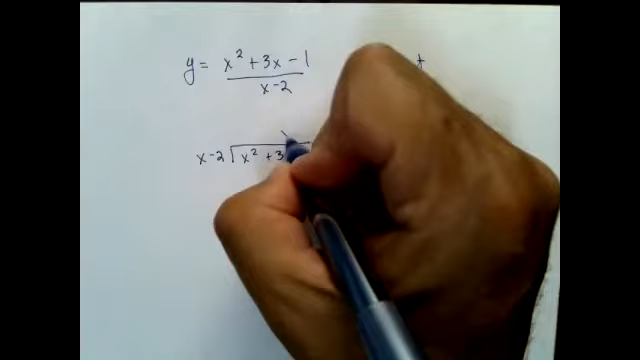 y = x² + 3x - 1
x - 2
x - 2 x² + 3